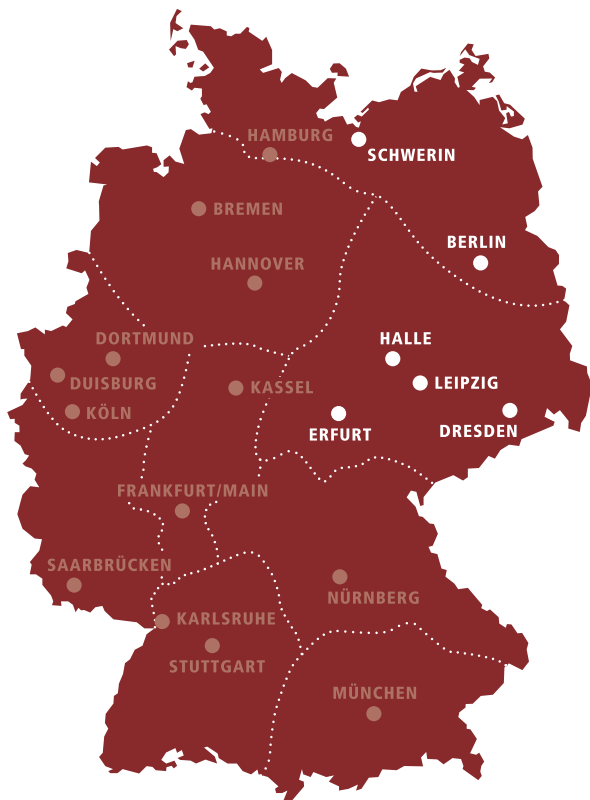 HAMBURG
SCHWERIN
BREMEN
BERLIN
HANNOVER
DORTMUND
HALLE
DUISBURG
KASSEL
LEIPZIG
KÖLN
ERFURT
DRESDEN
FRANKFURT/MAIN
SAARBRÜCKEN
NÜRNBERG
KARLSRUHE
STUTTGART
MÜNCHEN